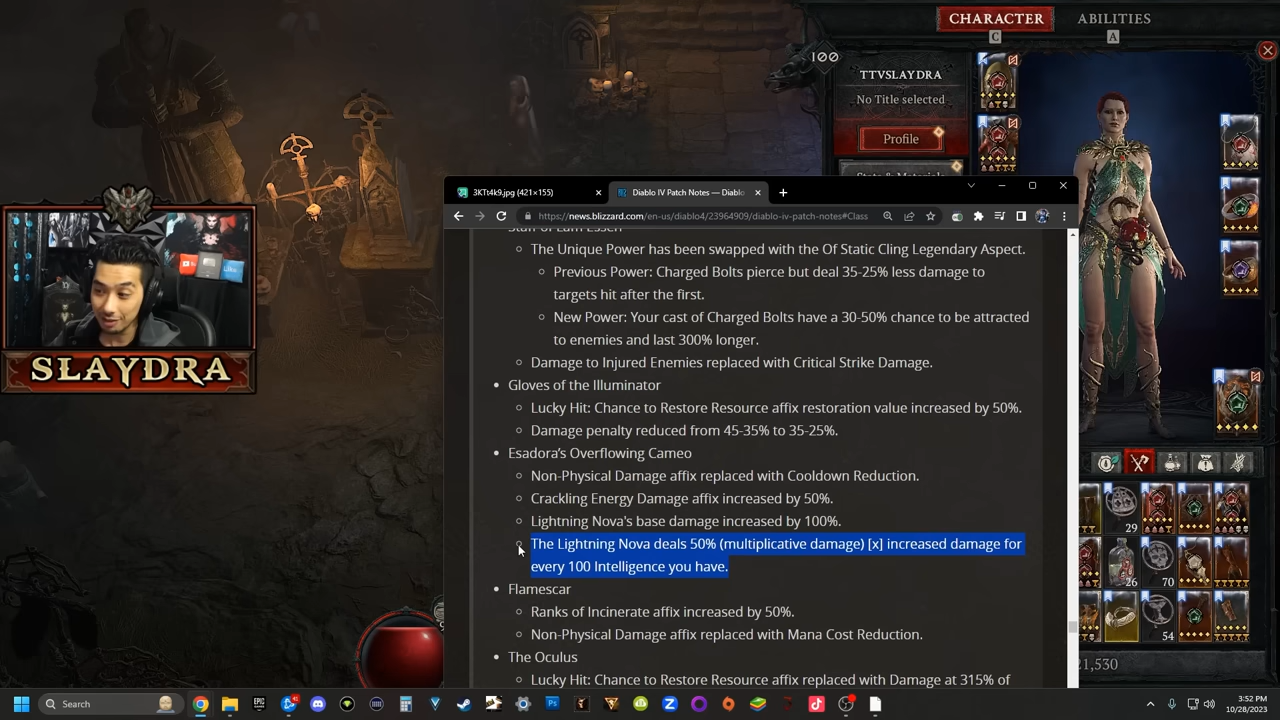 CHARACTER
ABILITIES
C
A
100
TTVSLAYDRA
No Title selected
Profile
3KTt4k9.jpg (421×155)
Diablo IV Patch Notes — Diablo
https://news.blizzard.com/en-us/diablo4/23964909/diablo-iv-patch-notes#Class
Staff of Lam Esen
The Unique Power has been swapped with the Of Static Cling Legendary Aspect.
Previous Power: Charged Bolts pierce but deal 35-25% less damage to
targets hit after the first.
New Power: Your cast of Charged Bolts have a 30-50% chance to be attracted
to enemies and last 300% longer.
Damage to Injured Enemies replaced with Critical Strike Damage.
Gloves of the Illuminator
Lucky Hit: Chance to Restore Resource affix restoration value increased by 50%.
Damage penalty reduced from 45-35% to 35-25%.
Esadora's Overflowing Cameo
Non-Physical Damage affix replaced with Cooldown Reduction.
Crackling Energy Damage affix increased by 50%.
Lightning Nova's base damage increased by 100%.
The Lightning Nova deals 50% (multiplicative damage) [x] increased damage for
every 100 Intelligence you have.
Flamescar
Ranks of Incinerate affix increased by 50%.
Non-Physical Damage affix replaced with Mana Cost Reduction.
The Oculus
Lucky Hit: Chance to Restore Resource affix replaced with Damage at 315% of
SLAYDRA
Like
29
26
70
54
21,530
Search
41
3:52 PM
10/28/2023